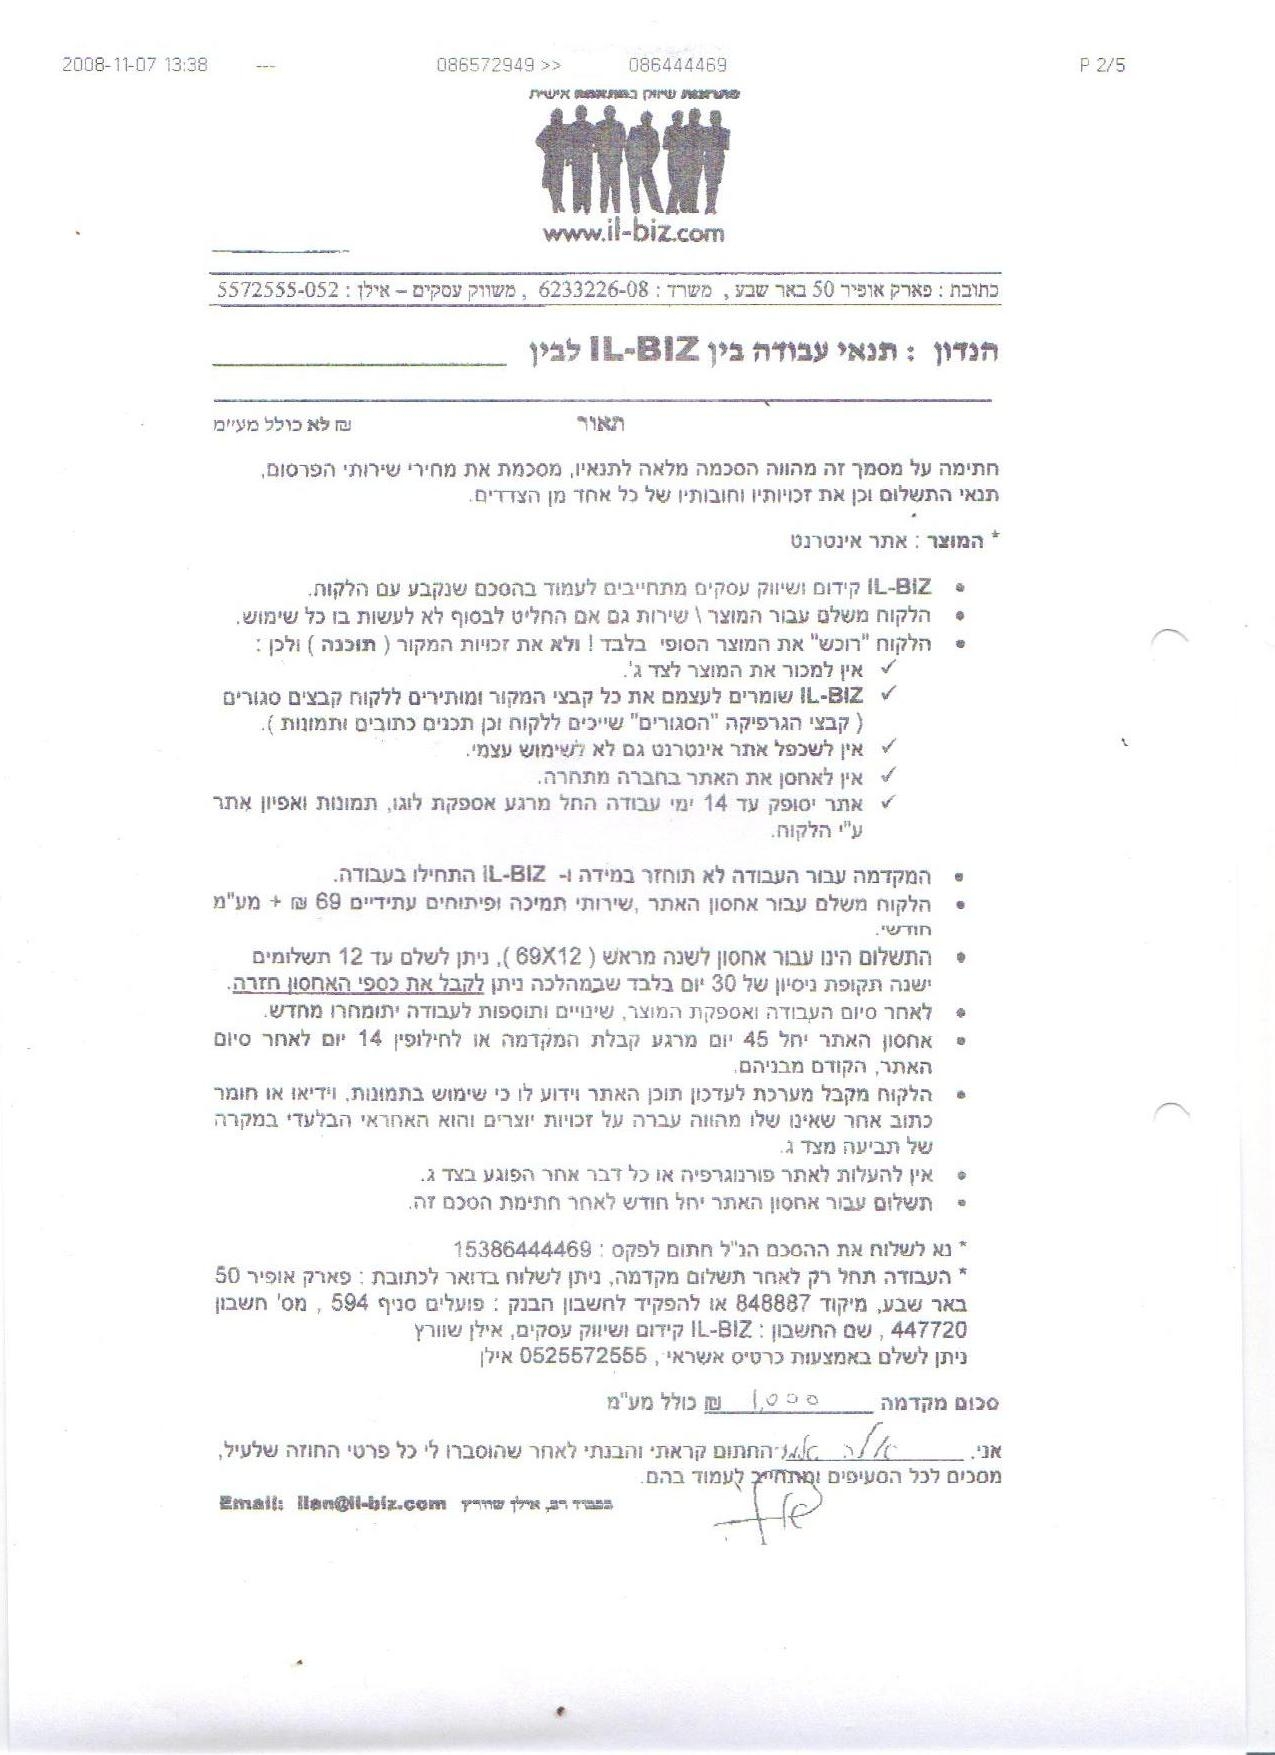 2008-11-07 13:38 --- 086572949 >> 086444469 P 2/5
פתרונות שיווק בהתאמה אישית
www.il-biz.com
כתובת : פארק אופיר 50 באר שבע , משרד : 6233226-08 , משווק עסקים – אילן : 5572555-052
הנדון : תנאי עבודה בין IL-BIZ לבין
תאור ₪ לא כולל מע״מ
חתימה על מסמך זה מהווה הסכמה מלאה לתנאיו, מסכמת את מחירי שירותי הפרסום,
תנאי התשלום וכן את זכויותיו וחובותיו של כל אחד מן הצדדים.
* המוצר : אתר אינטרנט
• IL-BIZ קידום ושיווק עסקים מתחייבים לעמוד בהסכם שנקבע עם הלקוח.
• הלקוח משלם עבור המוצר \ שירות גם אם החליט לבסוף לא לעשות בו כל שימוש.
• הלקוח "רוכש" את המוצר הסופי בלבד ! ולא את זכויות המקור ( תוכנה ) ולכן :
✓ אין למכור את המוצר לצד ג'.
✓ IL-BIZ שומרים לעצמם את כל קבצי המקור ומותירים ללקוח קבצים סגורים
( קבצי הגרפיקה "הסגורים" שייכים ללקוח וכן תכנים כתובים ותמונות ).
✓ אין לשכפל אתר אינטרנט גם לא לשימוש עצמי.
✓ אין לאחסן את האתר בחברה מתחרה.
✓ אתר יסופק עד 14 ימי עבודה החל מרגע אספקת לוגו, תמונות ואפיון אתר
ע"י הלקוח.
• המקדמה עבור העבודה לא תוחזר במידה ו- IL-BIZ התחילו בעבודה.
• הלקוח משלם עבור אחסון האתר ,שירותי תמיכה ופיתוחים עתידיים 69 ₪ + מע"מ
חודשי.
• התשלום הינו עבור אחסון לשנה מראש ( 69X12 ), ניתן לשלם עד 12 תשלומים
ישנה תקופת ניסיון של 30 יום בלבד שבמהלכה ניתן לקבל את כספי האחסון חזרה.
• לאחר סיום העבודה ואספקת המוצר, שינויים ותוספות לעבודה יתומחרו מחדש.
• אחסון האתר יחל 45 יום מרגע קבלת המקדמה או לחילופין 14 יום לאחר סיום
האתר, הקודם מבניהם.
• הלקוח מקבל מערכת לעדכון תוכן האתר וידוע לו כי שימוש בתמונות, וידיאו או חומר
כתוב אחר שאינו שלו מהווה עברה על זכויות יוצרים והוא האחראי הבלעדי במקרה
של תביעה מצד ג.
• אין להעלות לאתר פורנוגרפיה או כל דבר אחר הפוגע בצד ג.
• תשלום עבור אחסון האתר יחל חודש לאחר חתימת הסכם זה.
* נא לשלוח את ההסכם הנ"ל חתום לפקס : 15386444469
* העבודה תחל רק לאחר תשלום מקדמה, ניתן לשלוח בדואר לכתובת : פארק אופיר 50
באר שבע, מיקוד 848887 או להפקיד לחשבון הבנק : פועלים סניף 594 , מס' חשבון
447720 , שם החשבון : IL-BIZ קידום ושיווק עסקים, אילן שוורץ
ניתן לשלם באמצעות כרטיס אשראי , 0525572555 אילן
סכום מקדמה 1,000 ₪ כולל מע"מ
אני. החתום קראתי והבנתי לאחר שהוסברו לי כל פרטי החוזה שלעיל,
מסכים לכל הסעיפים ומתחייב לעמוד בהם.
בכבוד רב, אילן שוורץ Email: ilan@il-biz.com